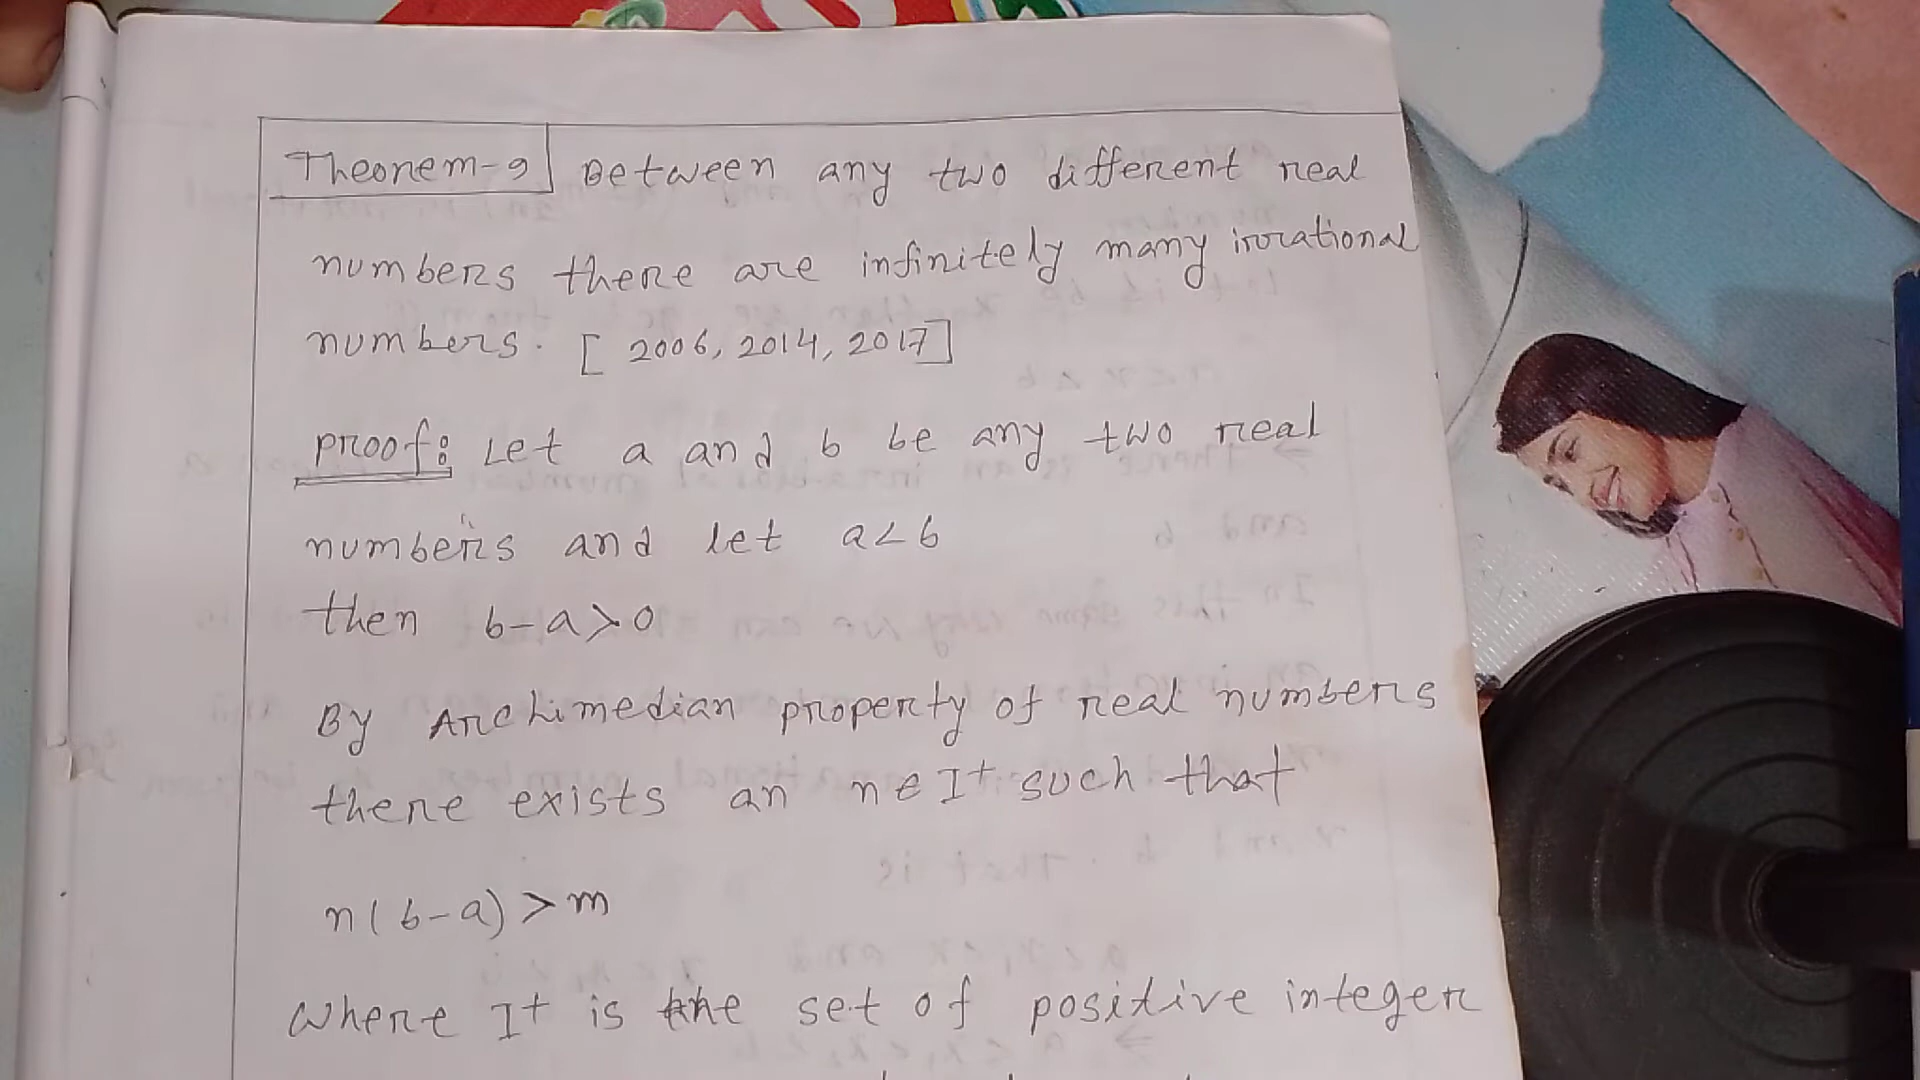 Theorem-9 Between any two different real
numbers there are infinitely many irrational
numbers. [2006, 2014, 2017]
Proof: Let a and b be any two real
numbers and let a<b
then b-a>0
By Archimedian property of real numbers
there exists an n∈I+ such that
n(b-a)>m
Where I+ is the set of positive integer